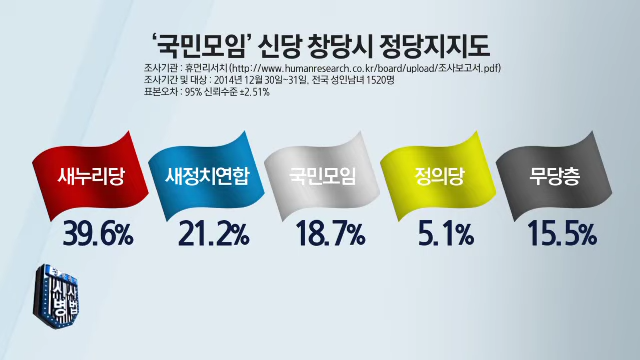 ‘국민모임’ 신당 창당시 정당지지도
조사기관 : 휴먼리서치 (http://www.humanresearch.co.kr/board/upload/조사보고서.pdf)
조사기간 및 대상 : 2014년 12월 30일~31일, 전국 성인남녀 1520명
표본오차 : 95% 신뢰수준 ±2.51%
새누리당 새정치연합 국민모임 정의당 무당층
39.6% 21.2% 18.7% 5.1% 15.5%
시사
병법